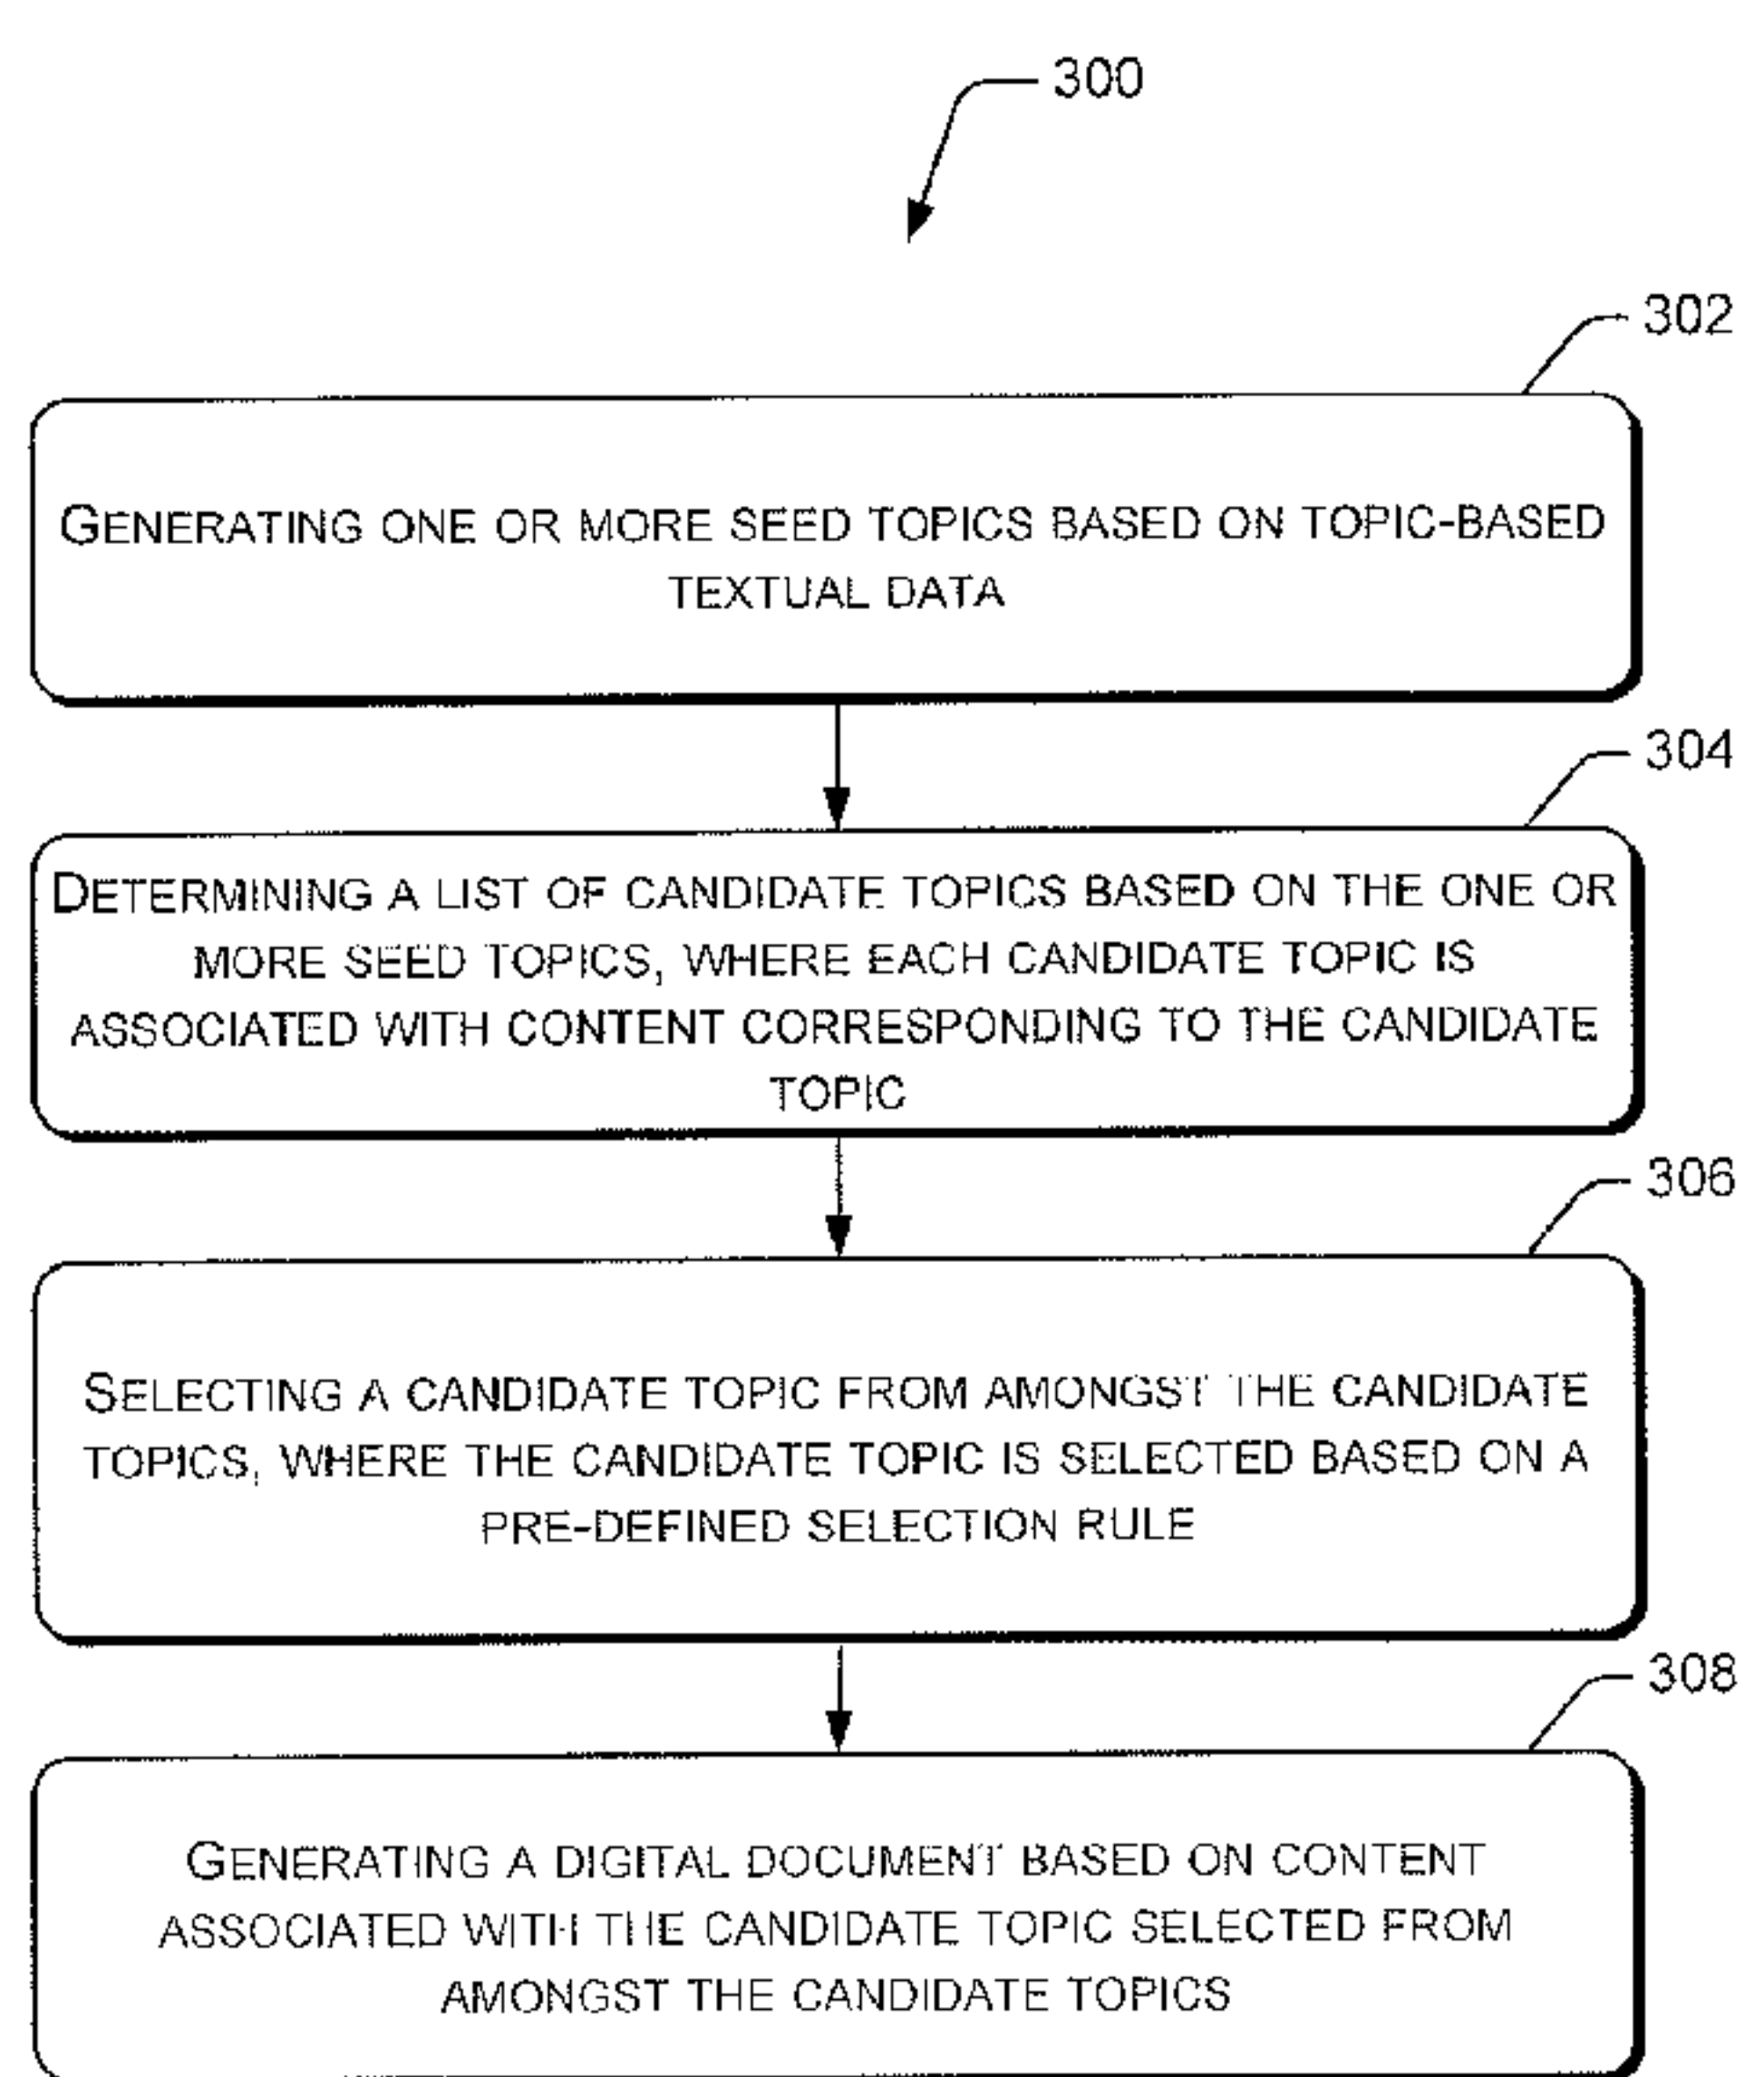 300
302
GENERATING ONE OR MORE SEED TOPICS BASED ON TOPIC-BASED
TEXTUAL DATA
304
DETERMINING A LIST OF CANDIDATE TOPICS BASED ON THE ONE OR
MORE SEED TOPICS, WHERE EACH CANDIDATE TOPIC IS
ASSOCIATED WITH CONTENT CORRESPONDING TO THE CANDIDATE
TOPIC
306
SELECTING A CANDIDATE TOPIC FROM AMONGST THE CANDIDATE
TOPICS, WHERE THE CANDIDATE TOPIC IS SELECTED BASED ON A
PRE-DEFINED SELECTION RULE
308
GENERATING A DIGITAL DOCUMENT BASED ON CONTENT
ASSOCIATED WITH THE CANDIDATE TOPIC SELECTED FROM
AMONGST THE CANDIDATE TOPICS